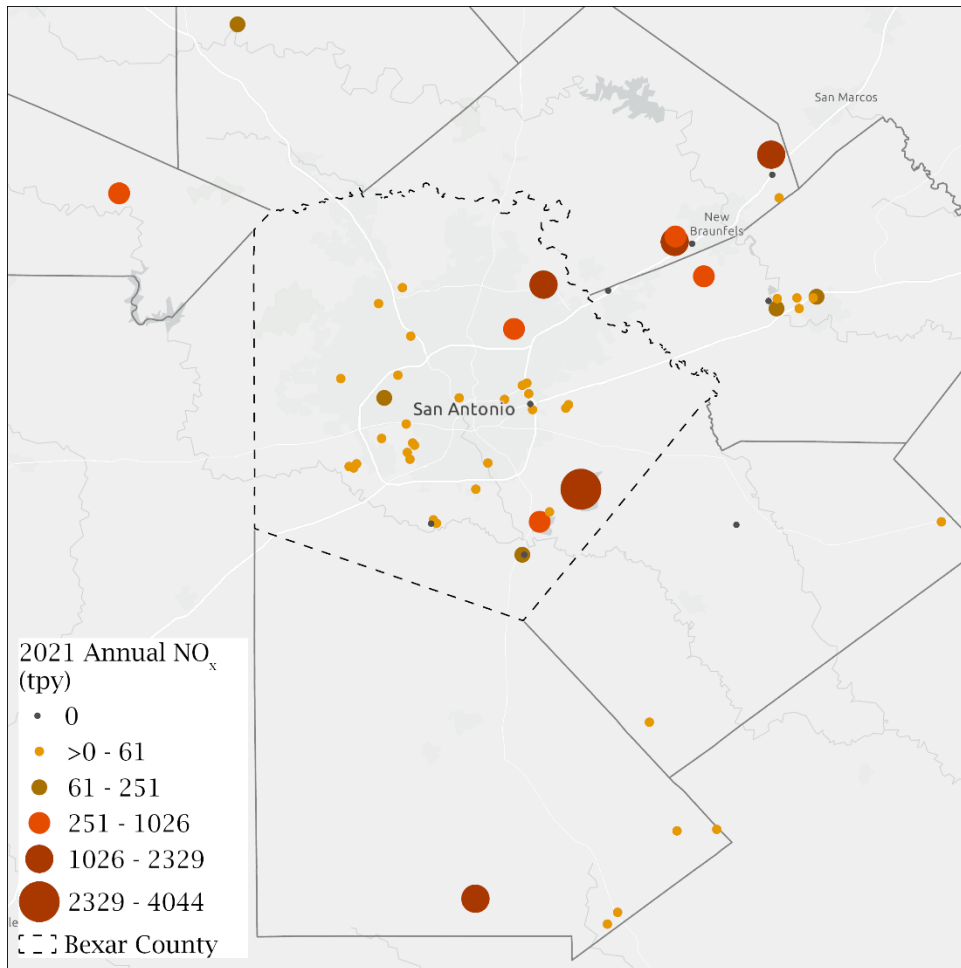 San Marcos
New
Braunfels
San Antonio
2021 Annual NOx
(tpy)
0
>0 - 61
61 - 251
251 - 1026
1026 - 2329
2329 - 4044
Bexar County